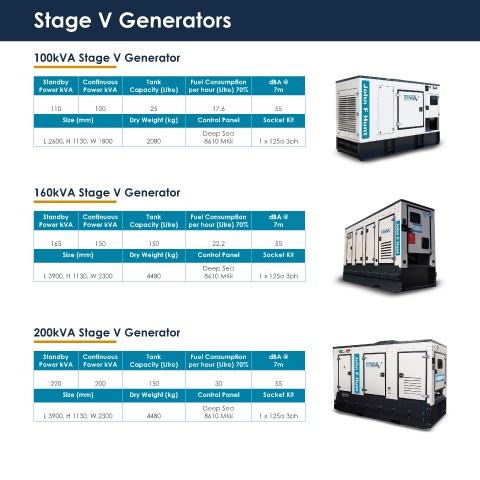 Stage V Generators
100kVA Stage V Generator
Standby Power kVA Continuous Power kVA Tank Capacity (Litre) Fuel Consumption per hour (Litre) 70% dBA @ 7m
110 100 25 17.6 55
Size (mm) Dry Weight (kg) Control Panel Socket Kit
L 2600, H 1130, W 1800 2080 Deep Sea 8610 MKii 1 x 125a 3ph
John F Hunt
160kVA Stage V Generator
Standby Power kVA Continuous Power kVA Tank Capacity (Litre) Fuel Consumption per hour (Litre) 70% dBA @ 7m
165 150 150 22.2 55
Size (mm) Dry Weight (kg) Control Panel Socket Kit
L 3900, H 1130, W 2300 4480 Deep Sea 8610 MKii 1 x 125a 3ph
John F Hunt
200kVA Stage V Generator
Standby Power kVA Continuous Power kVA Tank Capacity (Litre) Fuel Consumption per hour (Litre) 70% dBA @ 7m
220 200 150 30 55
Size (mm) Dry Weight (kg) Control Panel Socket Kit
L 3900, H 1130, W 2300 4480 Deep Sea 8610 MKii 1 x 125a 3ph
John F Hunt